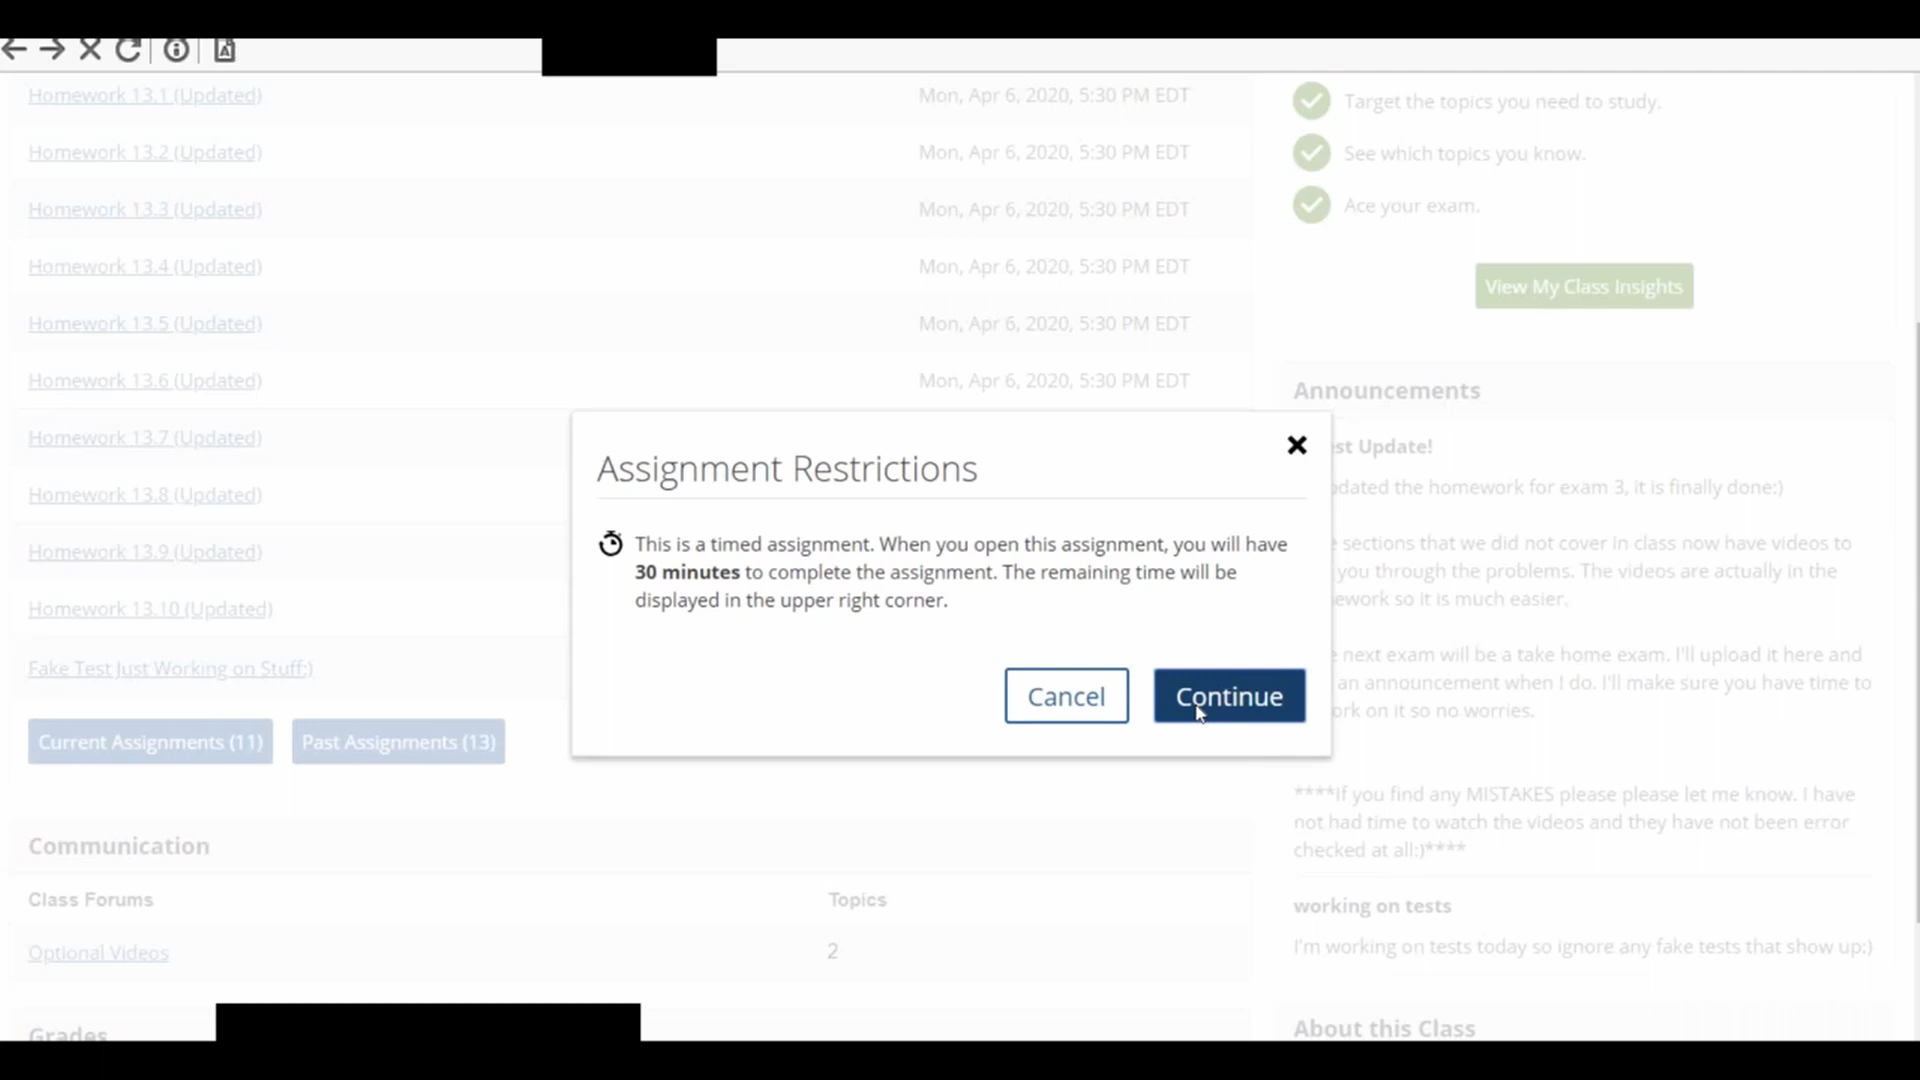 Homework 13.1 (Updated) Mon, Apr 6, 2020, 5:30 PM EDT
Homework 13.2 (Updated) Mon, Apr 6, 2020, 5:30 PM EDT
Homework 13.3 (Updated) Mon, Apr 6, 2020, 5:30 PM EDT
Homework 13.4 (Updated) Mon, Apr 6, 2020, 5:30 PM EDT
Homework 13.5 (Updated) Mon, Apr 6, 2020, 5:30 PM EDT
Homework 13.6 (Updated) Mon, Apr 6, 2020, 5:30 PM EDT
Homework 13.7 (Updated)
Homework 13.8 (Updated)
Homework 13.9 (Updated)
Homework 13.10 (Updated)
Fake Test Just Working on Stuff:)
Current Assignments (11) Past Assignments (13)
Communication
Class Forums Topics
Optional Videos 2
Grades
Assignment Restrictions
This is a timed assignment. When you open this assignment, you will have
30 minutes to complete the assignment. The remaining time will be
displayed in the upper right corner.
Cancel Continue
Target the topics you need to study.
See which topics you know.
Ace your exam.
View My Class Insights
Announcements
Update!
the homework for exam 3, it is finally done:)
sections that we did not cover in class now have videos to
you through the problems. The videos are actually in the
so it is much easier.
next exam will be a take home exam. I'll upload it here and
an announcement when I do. I'll make sure you have time to
on it so no worries.
****If you find any MISTAKES please please let me know. I have
not had time to watch the videos and they have not been error
checked at all:)****
working on tests
I'm working on tests today so ignore any fake tests that show up:)
About this Class